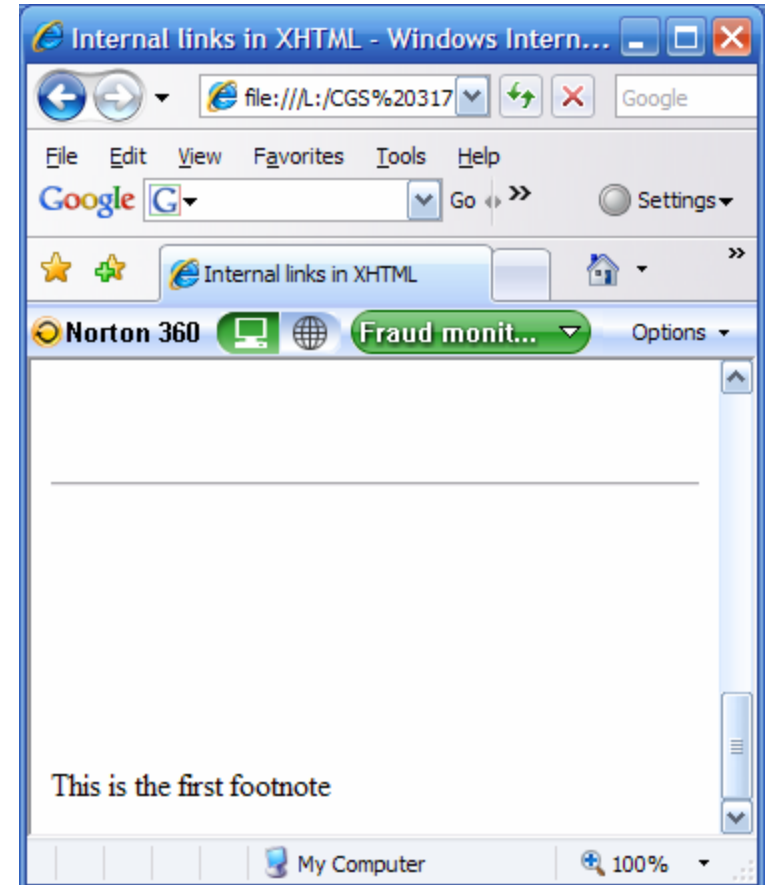 Internal links in XHTML - Windows Intern...
file:///L:/CGS%20317
Google
File Edit View Favorites Tools Help
Google G Go » Settings
Internal links in XHTML »
Norton 360 Fraud monit... Options
This is the first footnote
My Computer 100%